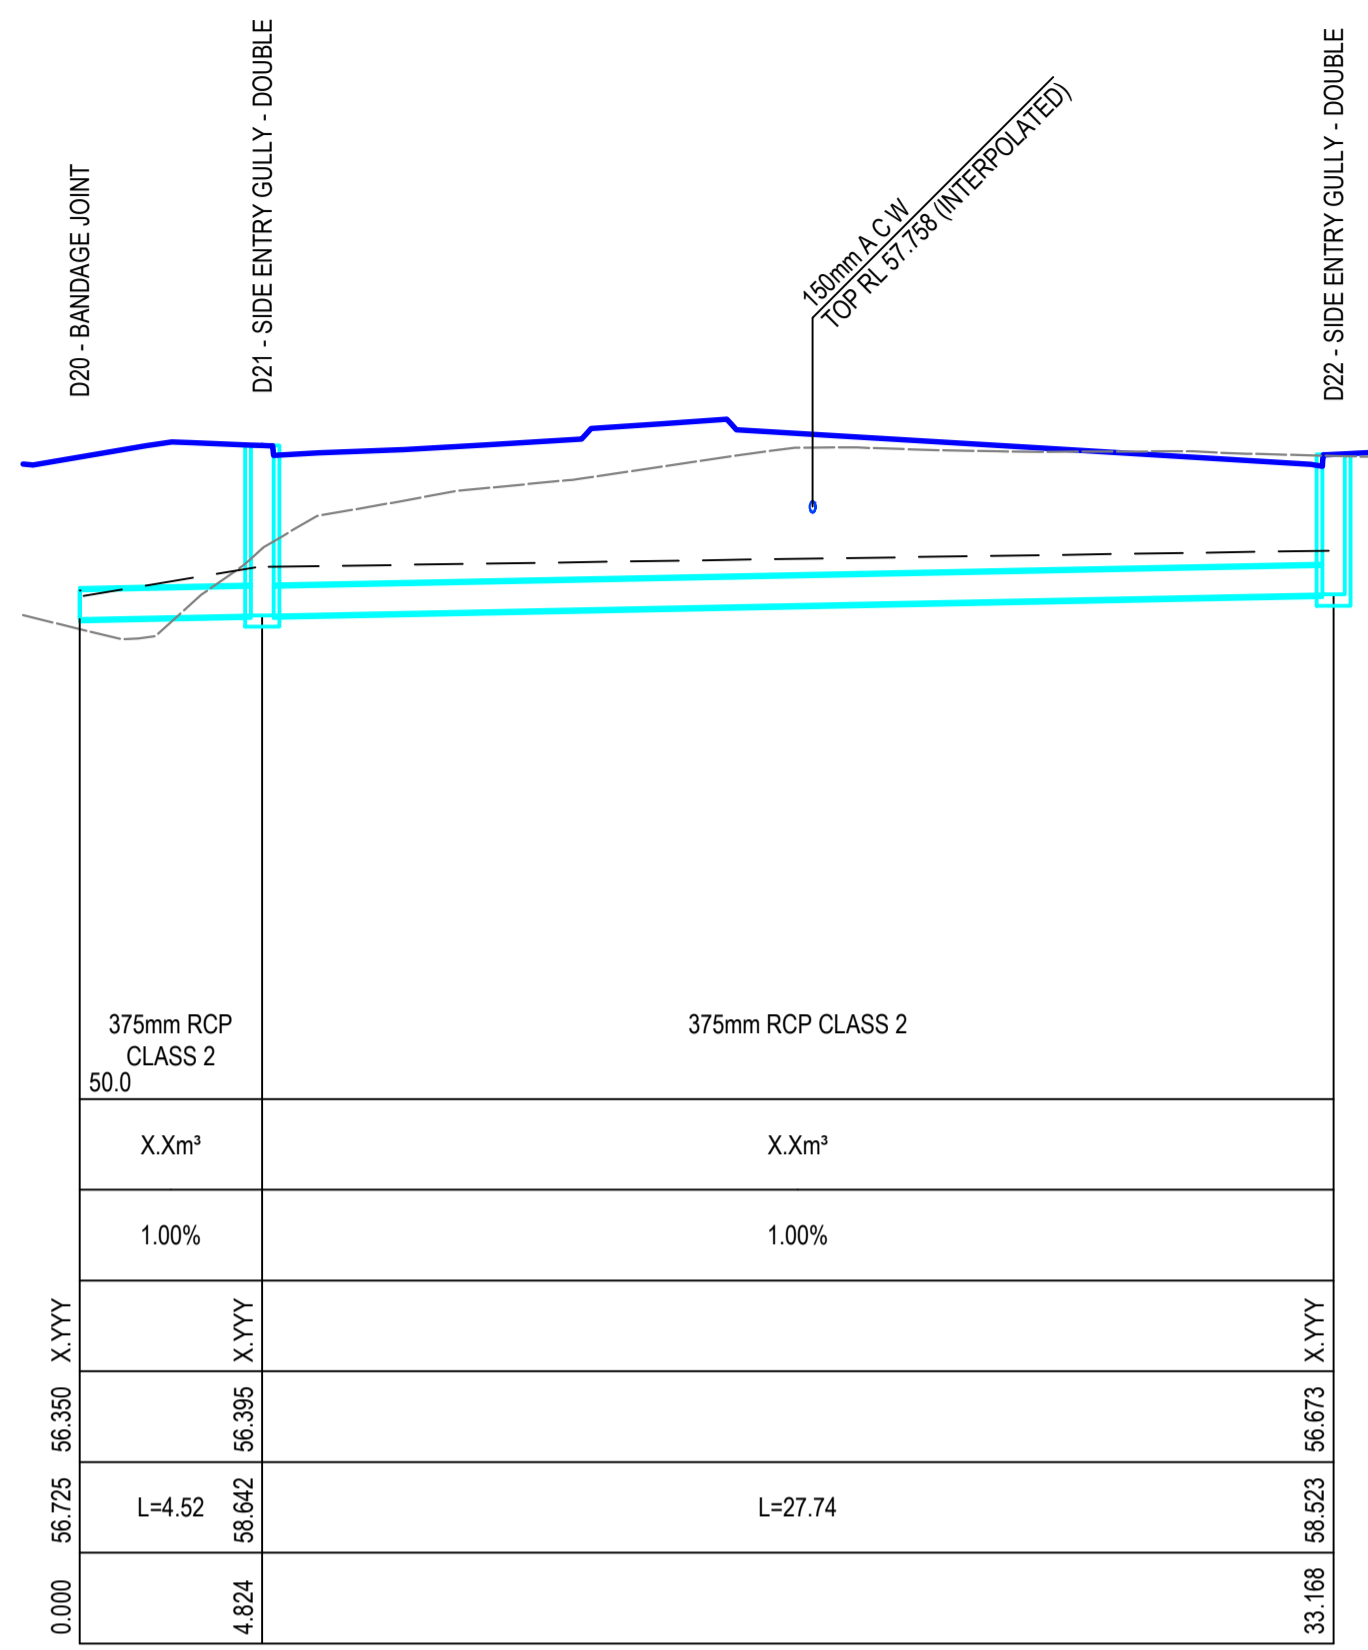 D20 - BANDAGE JOINT
D21 - SIDE ENTRY GULLY - DOUBLE
150mm A C W
TOP RL 57.758 (INTERPOLATED)
D22 - SIDE ENTRY GULLY - DOUBLE
375mm RCP
CLASS 2
375mm RCP CLASS 2
50.0
X.Xm³
X.Xm³
1.00%
1.00%
X.YYY
X.YYY
X.YYY
56.350
56.395
56.673
56.725
L=4.52
58.642
L=27.74
58.523
0.000
4.824
33.168